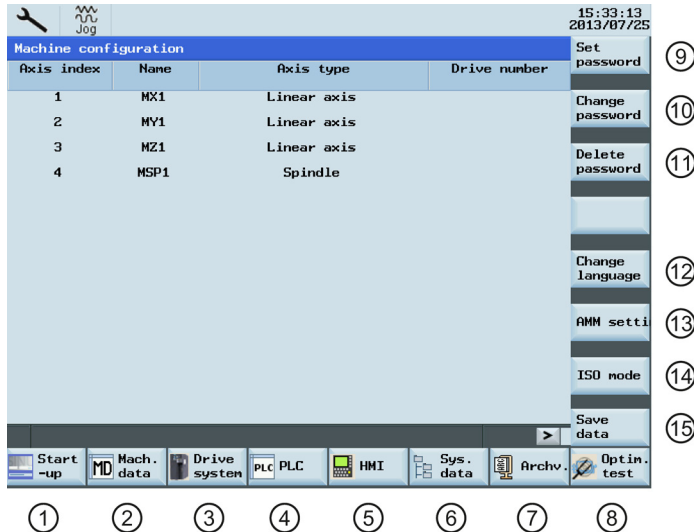 15:33:13
Jog
2013/07/25
Machine configuration
Set
password
⑨
Axis index Name Axis type Drive number
1 MX1 Linear axis
2 MY1 Linear axis
3 MZ1 Linear axis
4 MSP1 Spindle
Change
password
⑩
Delete
password
⑪
Change
language
⑫
AMM setti
⑬
ISO mode
⑭
Save
data
⑮
>
Start
-up
MD Mach.
data
Drive
system
PLC PLC
HMI
Sys.
data
Archv.
Optim.
test
① ② ③ ④ ⑤ ⑥ ⑦ ⑧